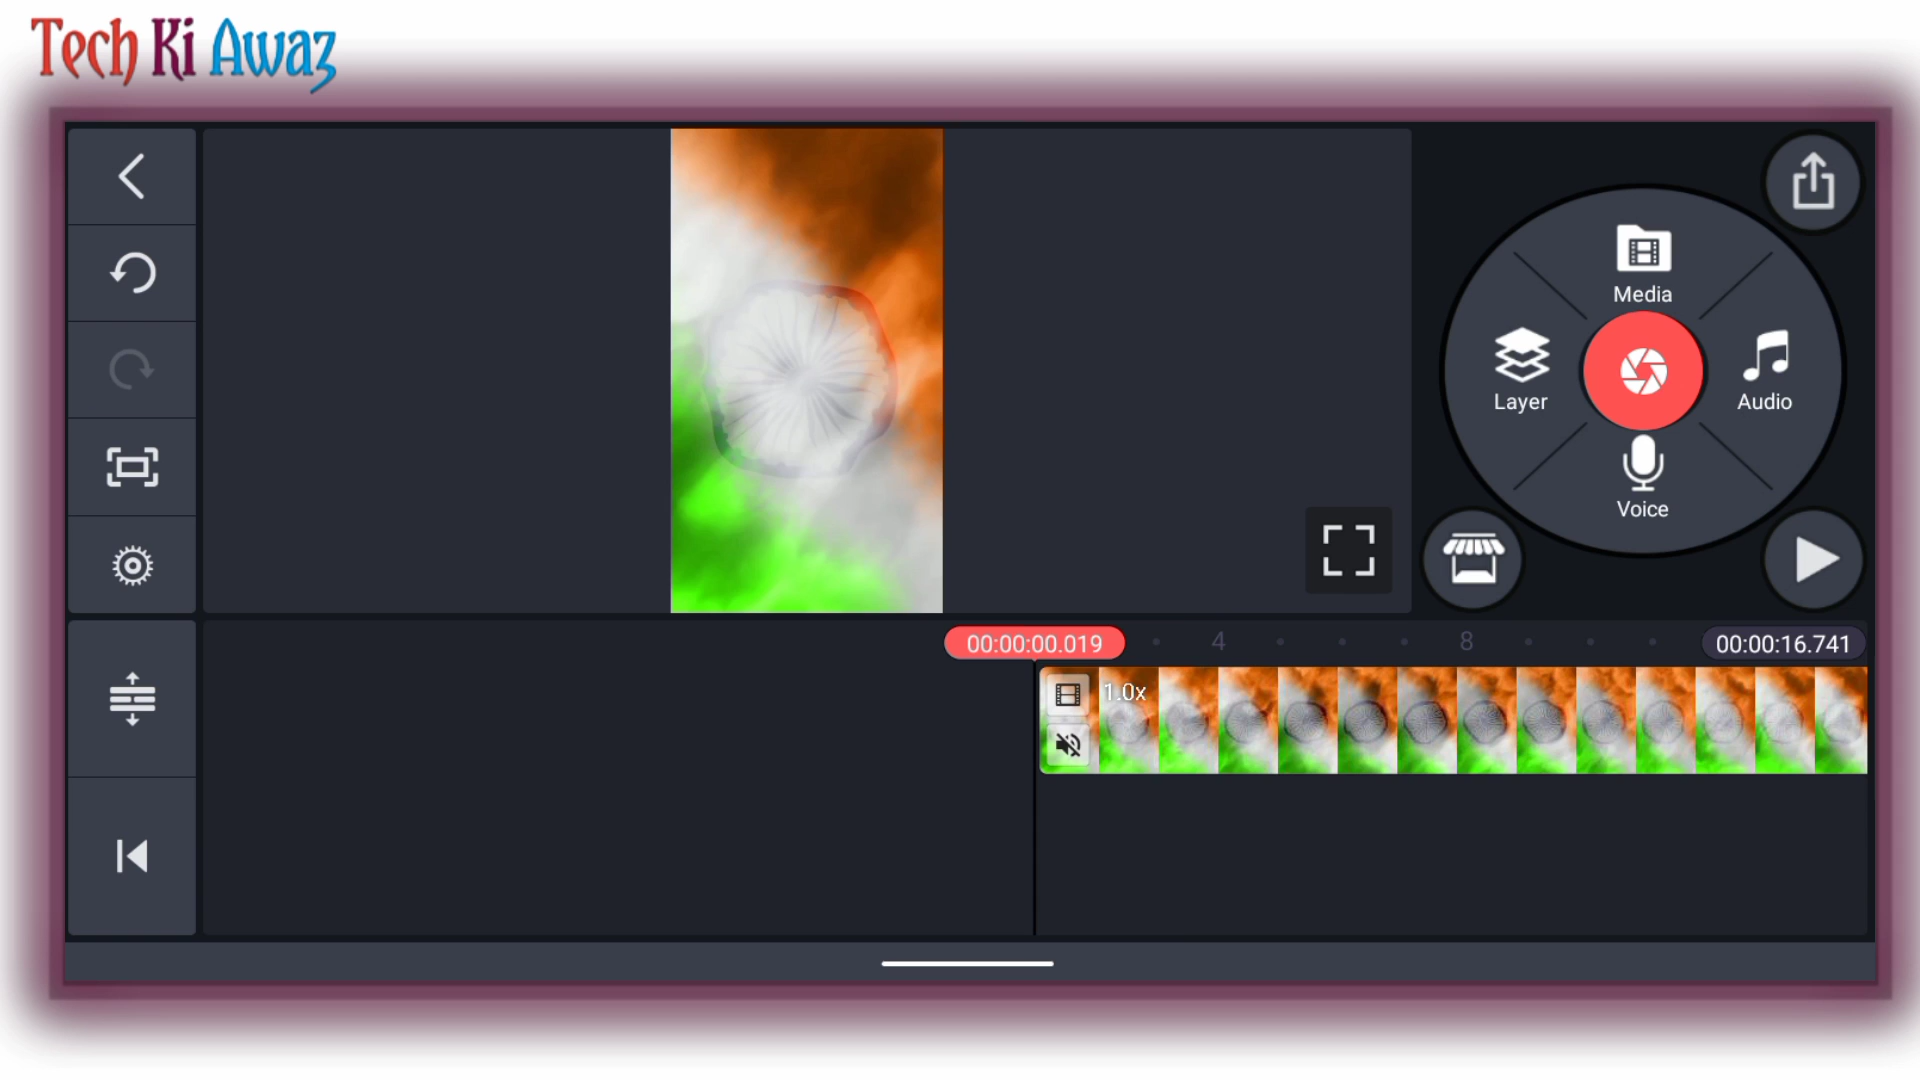 Tech Ki Awaz
Media
Layer
Audio
Voice
00:00:00.019
4
8
00:00:16.741
1.0x